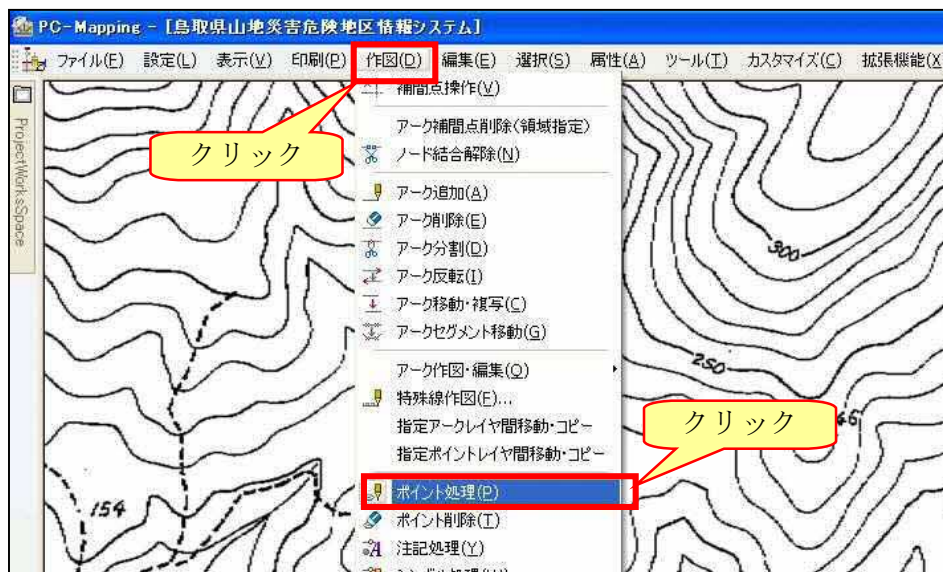 PC-Mapping - [鳥取県山地災害危険地区情報システム]
ファイル(F) 設定(L) 表示(V) 印刷(P) 作図(D) 編集(E) 選択(S) 属性(A) ツール(T) カスタマイズ(C) 拡張機能(X
ProjectWorksSpace
補間点操作(V)
アーク補間点削除(領域指定)
クリック
ノード結合解除(N)
アーク追加(A)
アーク削除(E)
アーク分割(D)
アーク反転(I)
アーク移動・複写(C)
アークセグメント移動(G)
300
250
アーク作図・編集(O)
特殊線作図(F)...
指定アークレイヤ間移動・コピー
指定ポイントレイヤ間移動・コピー
クリック
46
ポイント処理(P)
154
ポイント削除(T)
注記処理(Y)